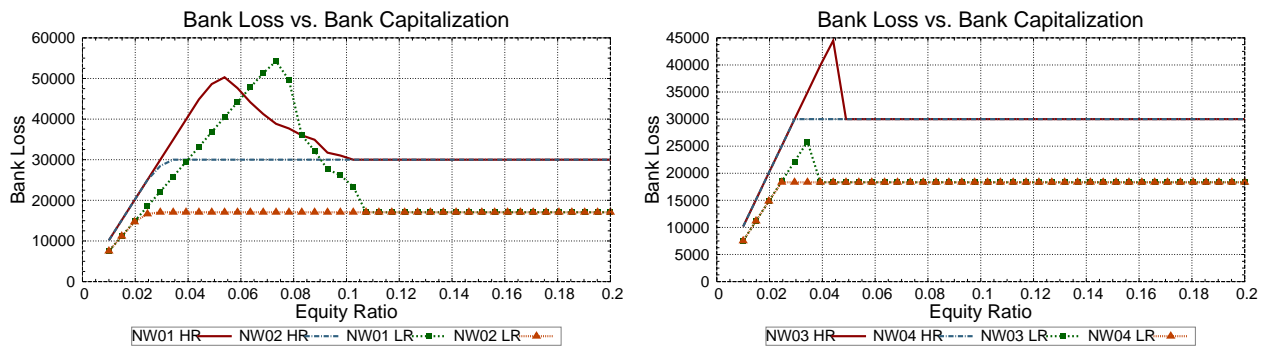 Bank Loss vs. Bank Capitalization
60000
50000
40000
30000
20000
10000
0
Bank Loss
0 0.02 0.04 0.06 0.08 0.1 0.12 0.14 0.16 0.18 0.2
Equity Ratio
NW01 HR NW02 HR NW01 LR NW02 LR
Bank Loss vs. Bank Capitalization
45000
40000
35000
30000
25000
20000
15000
10000
5000
0
Bank Loss
0 0.02 0.04 0.06 0.08 0.1 0.12 0.14 0.16 0.18 0.2
Equity Ratio
NW03 HR NW04 HR NW03 LR NW04 LR